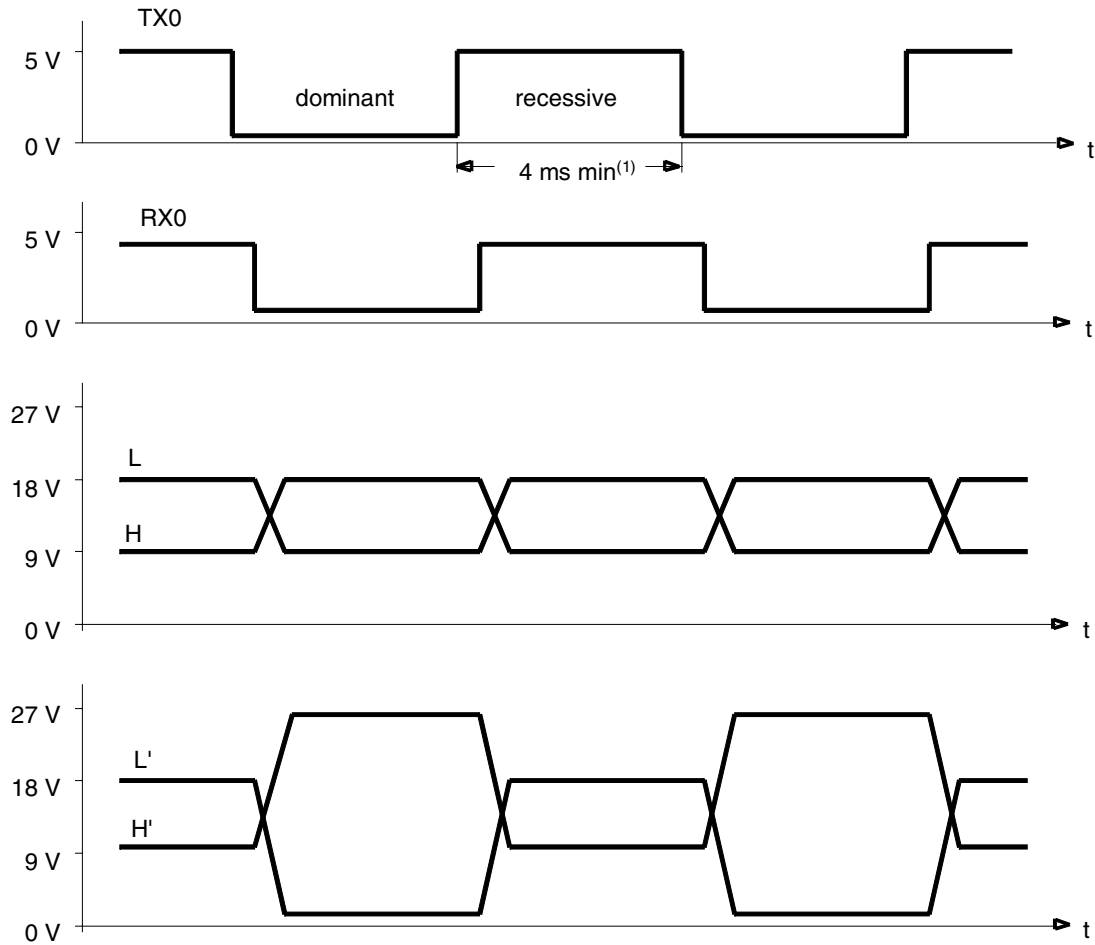 TX0
5 V
dominant recessive
0 V
t
4 ms min(1)
RX0
5 V
0 V
t
27 V
L
18 V
H
9 V
0 V
t
27 V
L'
18 V
H'
9 V
0 V
t